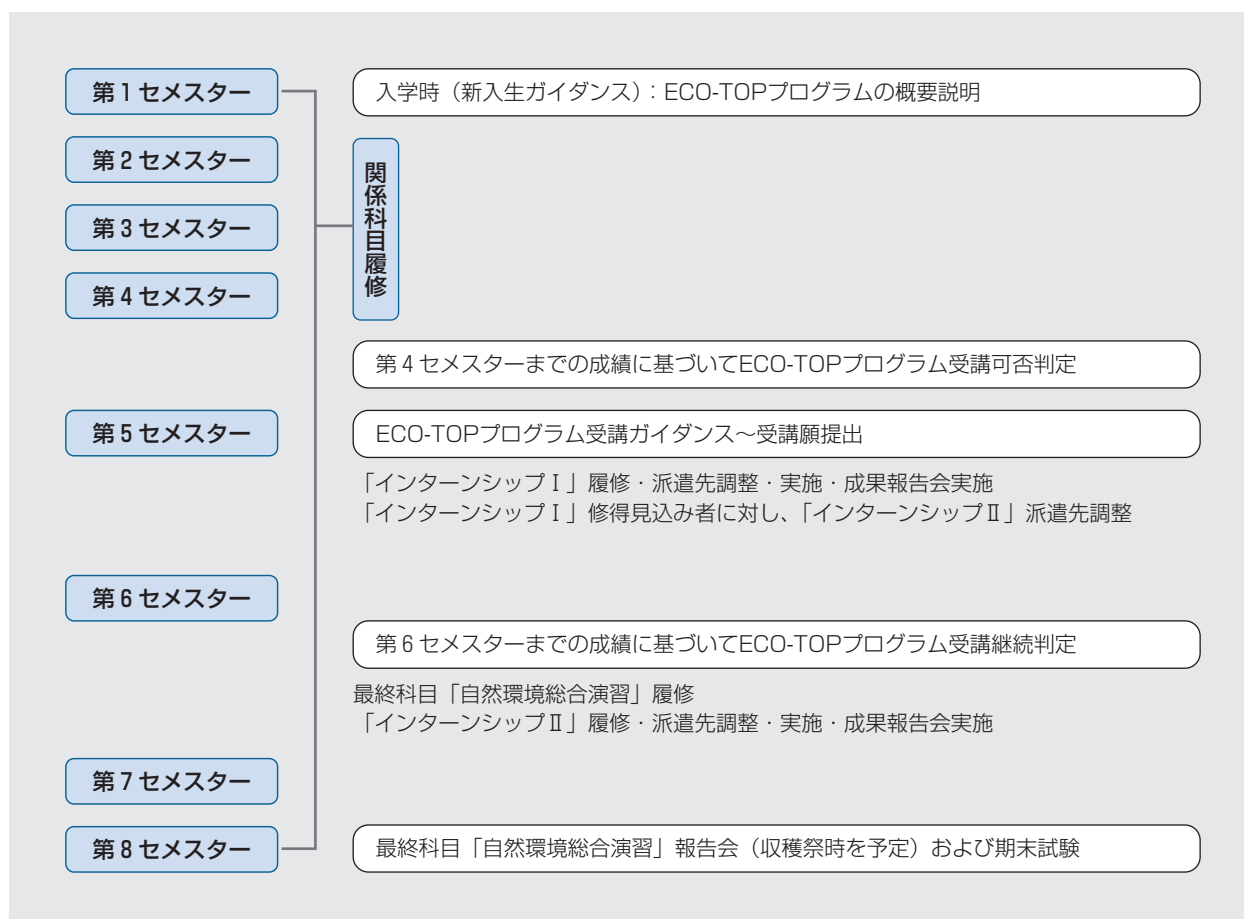 第1セメスター
入学時（新入生ガイダンス）：ECO-TOPプログラムの概要説明
第2セメスター
関係科目履修
第3セメスター
第4セメスター
第4セメスターまでの成績に基づいてECO-TOPプログラム受講可否判定
第5セメスター
ECO-TOPプログラム受講ガイダンス～受講願提出
「インターンシップⅠ」履修・派遣先調整・実施・成果報告会実施
「インターンシップⅠ」修得見込み者に対し、「インターンシップⅡ」派遣先調整
第6セメスター
第6セメスターまでの成績に基づいてECO-TOPプログラム受講継続判定
最終科目「自然環境総合演習」履修
「インターンシップⅡ」履修・派遣先調整・実施・成果報告会実施
第7セメスター
第8セメスター
最終科目「自然環境総合演習」報告会（収穫祭時を予定）および期末試験